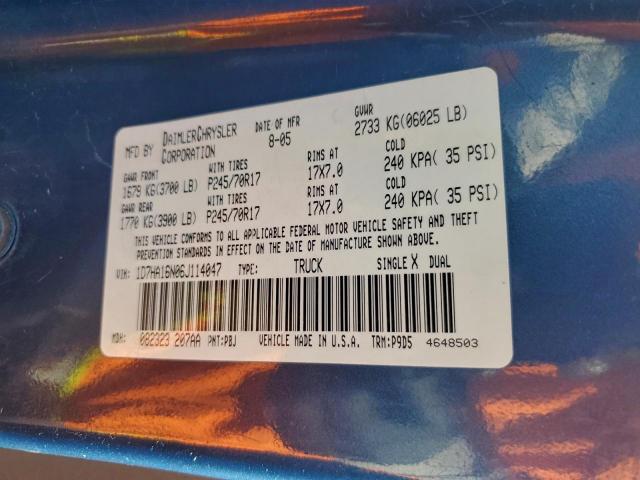 MFD BY DAIMLERCHRYSLER CORPORATION DATE OF MFR 8-05 GVWR 2733 KG(06025 LB)
GAWR FRONT WITH TIRES RIMS AT COLD
1679 KG(3700 LB) P245/70R17 17X7.0 240 KPA( 35 PSI)
GAWR REAR WITH TIRES RIMS AT COLD
1770 KG(3900 LB) P245/70R17 17X7.0 240 KPA( 35 PSI)
THIS VEHICLE CONFORMS TO ALL APPLICABLE FEDERAL MOTOR VEHICLE SAFETY AND THEFT
PREVENTION STANDARDS IN EFFECT ON THE DATE OF MANUFACTURE SHOWN ABOVE.
VIN: 1D7HA16N06J114047 TYPE: TRUCK SINGLE X DUAL
MDH: 082323 207AA PNT:PBJ VEHICLE MADE IN U.S.A. TRM:P9D5 4648503